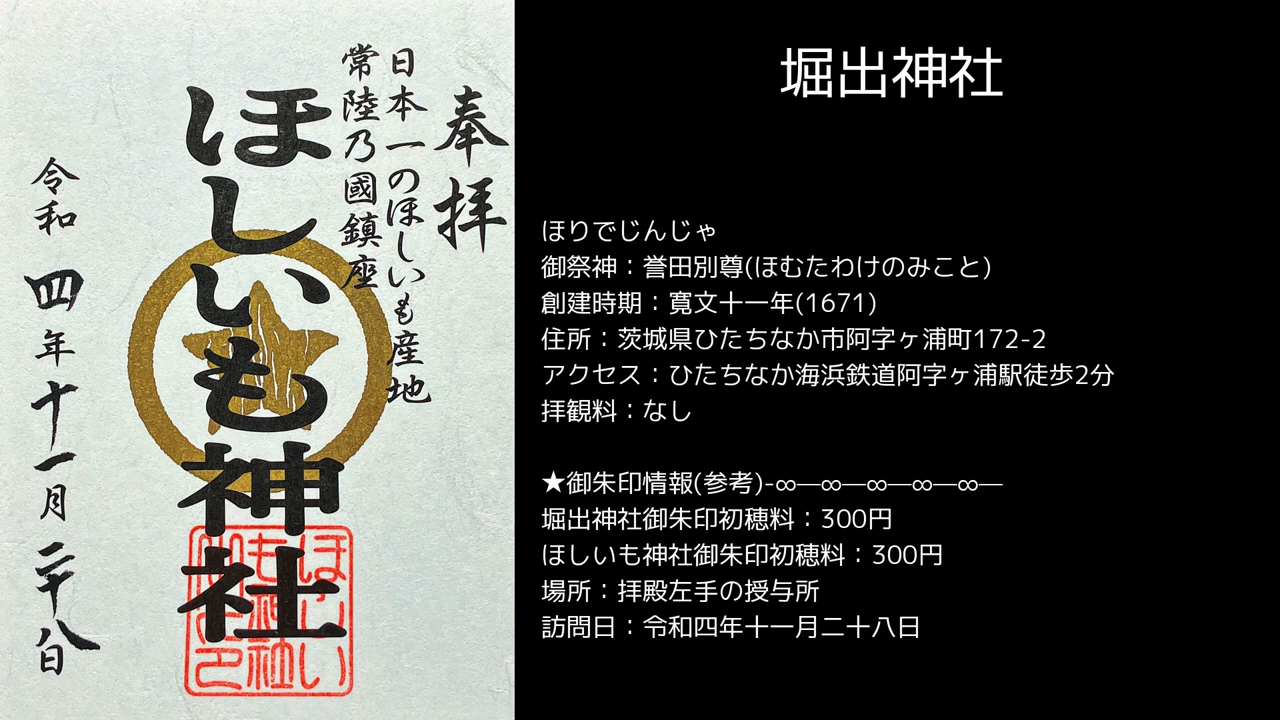 奉拝
日本一のほしいも産地
常陸乃國鎮座
ほしいも神社
令和四年十一月二十八日
ほしい
も神社
堀出神社
ほりでじんじゃ
御祭神：誉田別尊(ほむたわけのみこと)
創建時期：寛文十一年(1671)
住所：茨城県ひたちなか市阿字ヶ浦町172-2
アクセス：ひたちなか海浜鉄道阿字ヶ浦駅徒歩2分
拝観料：なし
★御朱印情報(参考)-∞—∞—∞—∞—∞—
堀出神社御朱印初穂料：300円
ほしいも神社御朱印初穂料：300円
場所：拝殿左手の授与所
訪問日：令和四年十一月二十八日